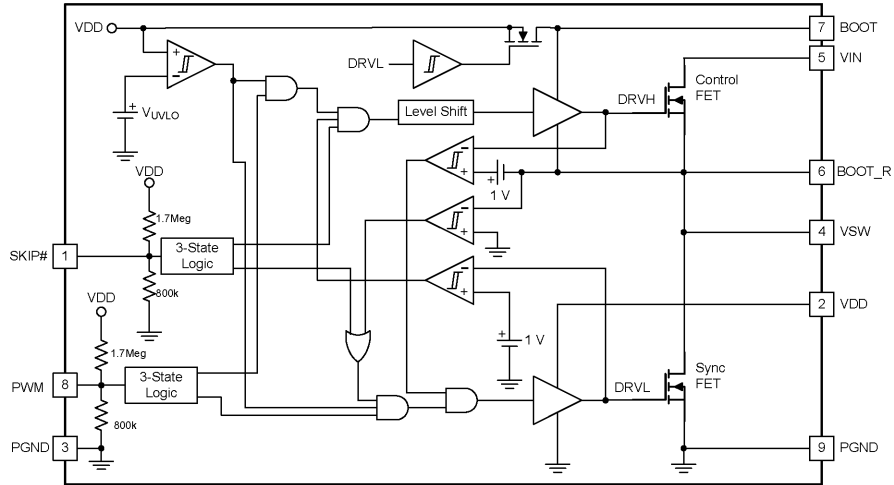 VDD
7
BOOT
5
VIN
DRVL
Control
FET
DRVH
+
−
+
VUVLO
Level Shift
VDD
−
+
+
1 V
6
BOOT_R
1.7Meg
−
+
4
VSW
SKIP#
1
3-State
Logic
800k
−
+
VDD
2
VDD
+
1 V
1.7Meg
PWM
8
3-State
Logic
Sync
FET
DRVL
800k
PGND
3
9
PGND